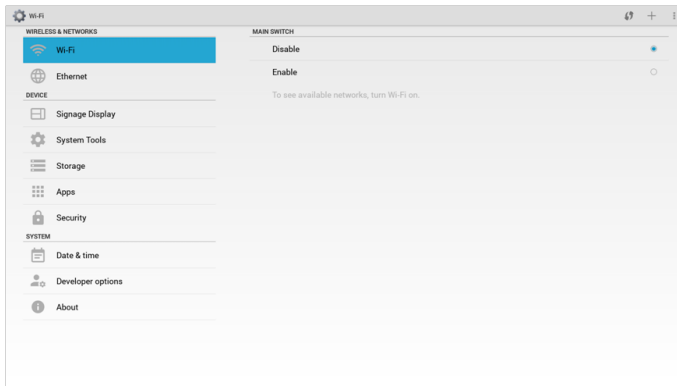 Wi-Fi
WIRELESS & NETWORKS
Wi-Fi
Ethernet
DEVICE
Signage Display
System Tools
Storage
Apps
Security
SYSTEM
Date & time
Developer options
About
MAIN SWITCH
Disable
Enable
To see available networks, turn Wi-Fi on.